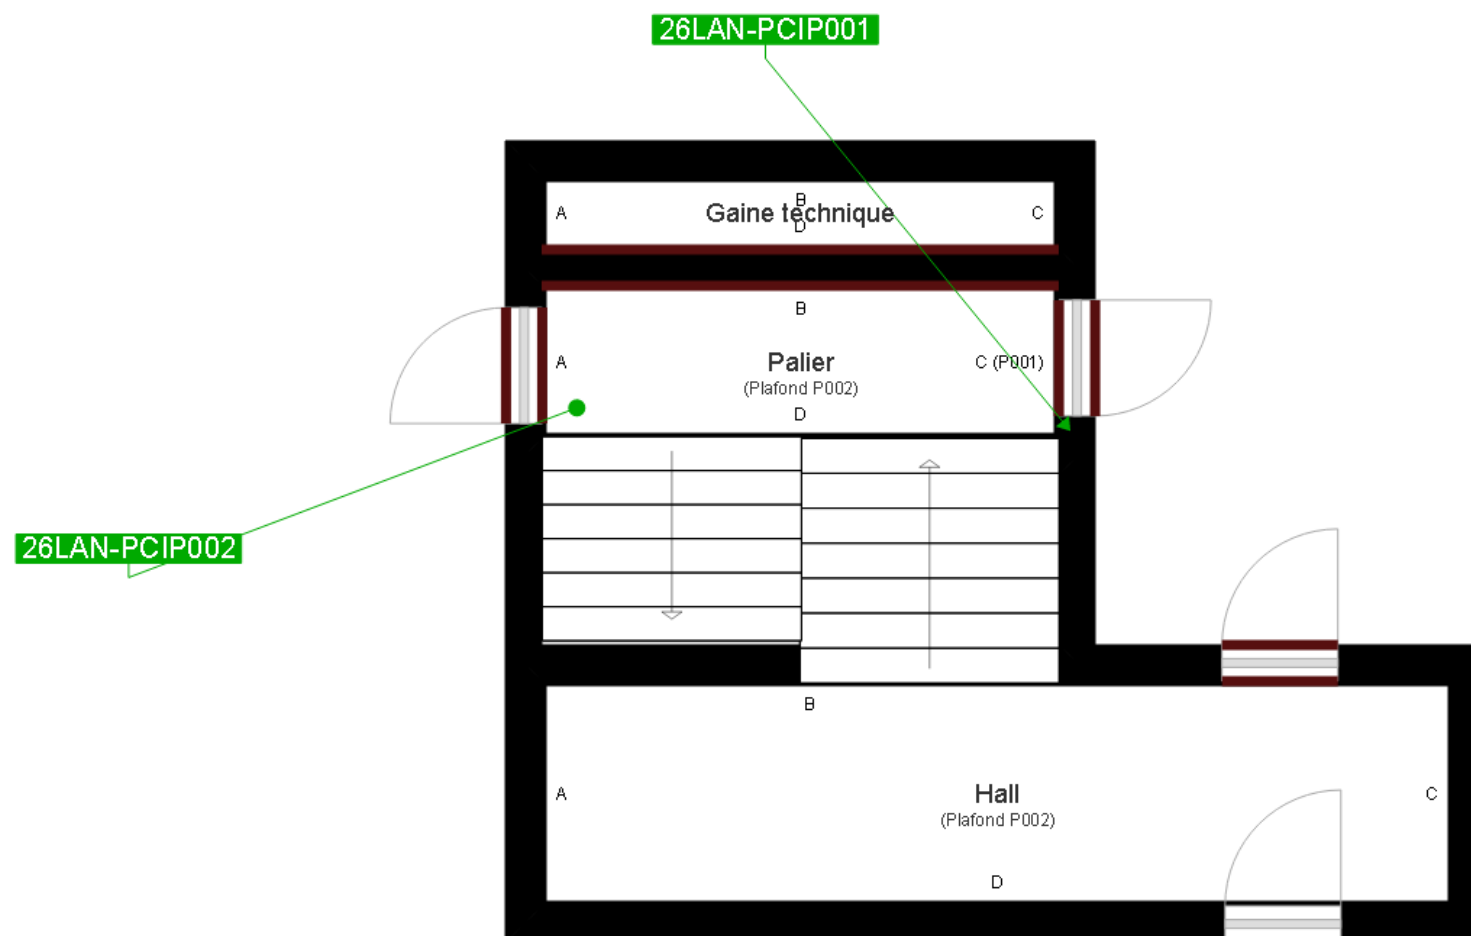 26LAN-PCIP001
B
A
Gaine technique
C
D
B
A
Palier
C (P001)
(Plafond P002)
D
26LAN-PCIP002
B
A
Hall
C
(Plafond P002)
D